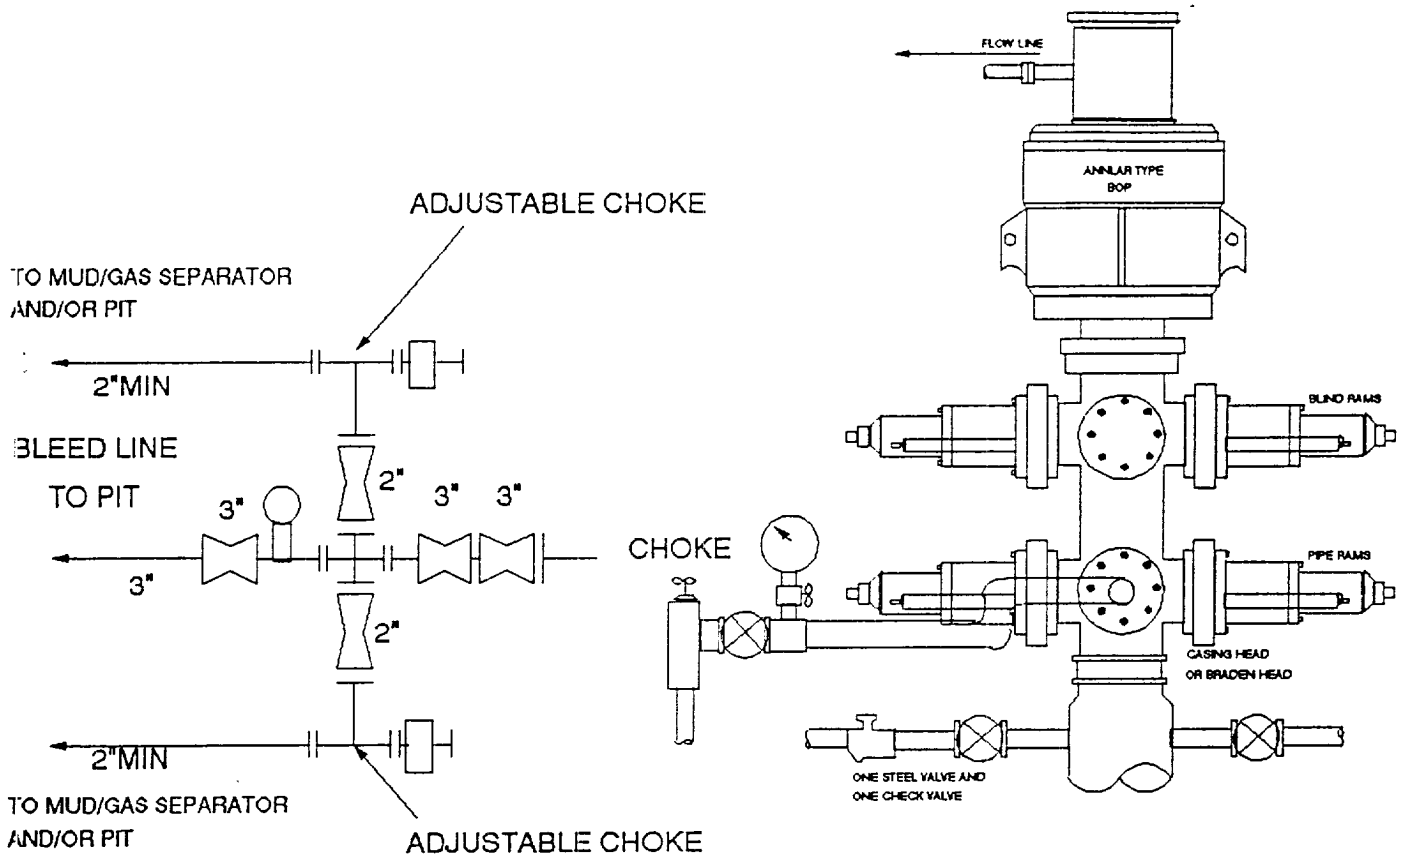 FLOW LINE
ANNLAR TYPE
BOP
ADJUSTABLE CHOKE
TO MUD/GAS SEPARATOR
AND/OR PIT
2"MIN
BLIND RAMS
BLEED LINE
TO PIT
2"
3"
3"
3"
3"
CHOKE
PIPE RAMS
2"
CASING HEAD
OR BRADEN HEAD
2"MIN
ONE STEEL VALVE AND
ONE CHECK VALVE
TO MUD/GAS SEPARATOR
AND/OR PIT
ADJUSTABLE CHOKE